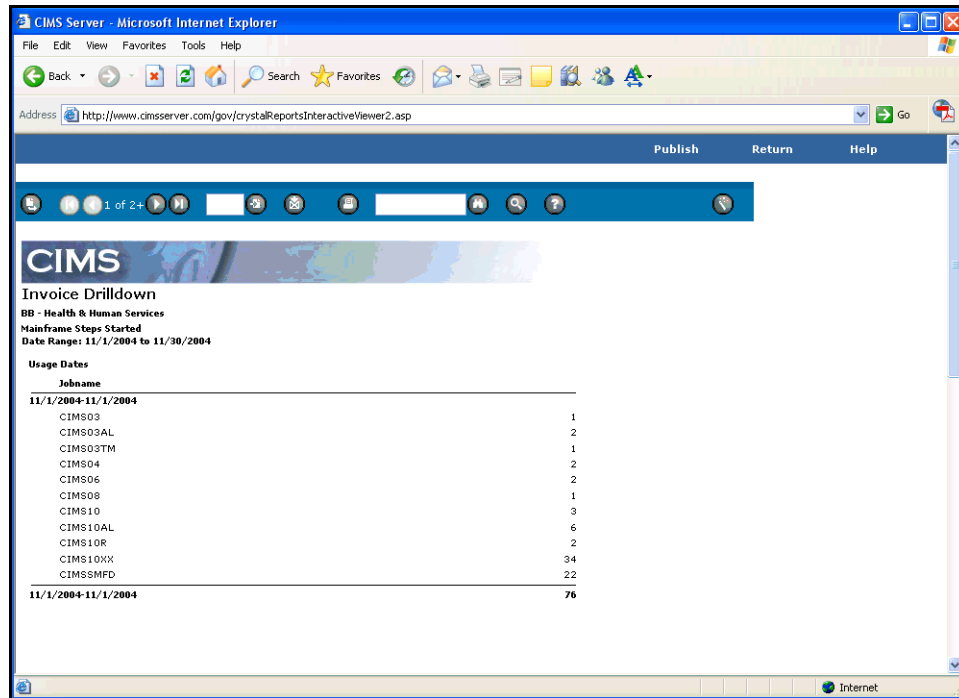 CIMS Server - Microsoft Internet Explorer
File Edit View Favorites Tools Help
Back Search Favorites
Address http://www.cimsserver.com/gov/crystalReportsInteractiveViewer2.asp Go
Publish Return Help
1 of 2+
CIMS
Invoice Drilldown
BB - Health & Human Services
Mainframe Steps Started
Date Range: 11/1/2004 to 11/30/2004
Usage Dates
Jobname
11/1/2004-11/1/2004
CIMS03 1
CIMS03AL 2
CIMS03TM 1
CIMS04 2
CIMS06 2
CIMS08 1
CIMS10 3
CIMS10AL 6
CIMS10R 2
CIMS10XX 34
CIMSSMFD 22
11/1/2004-11/1/2004 76
Internet